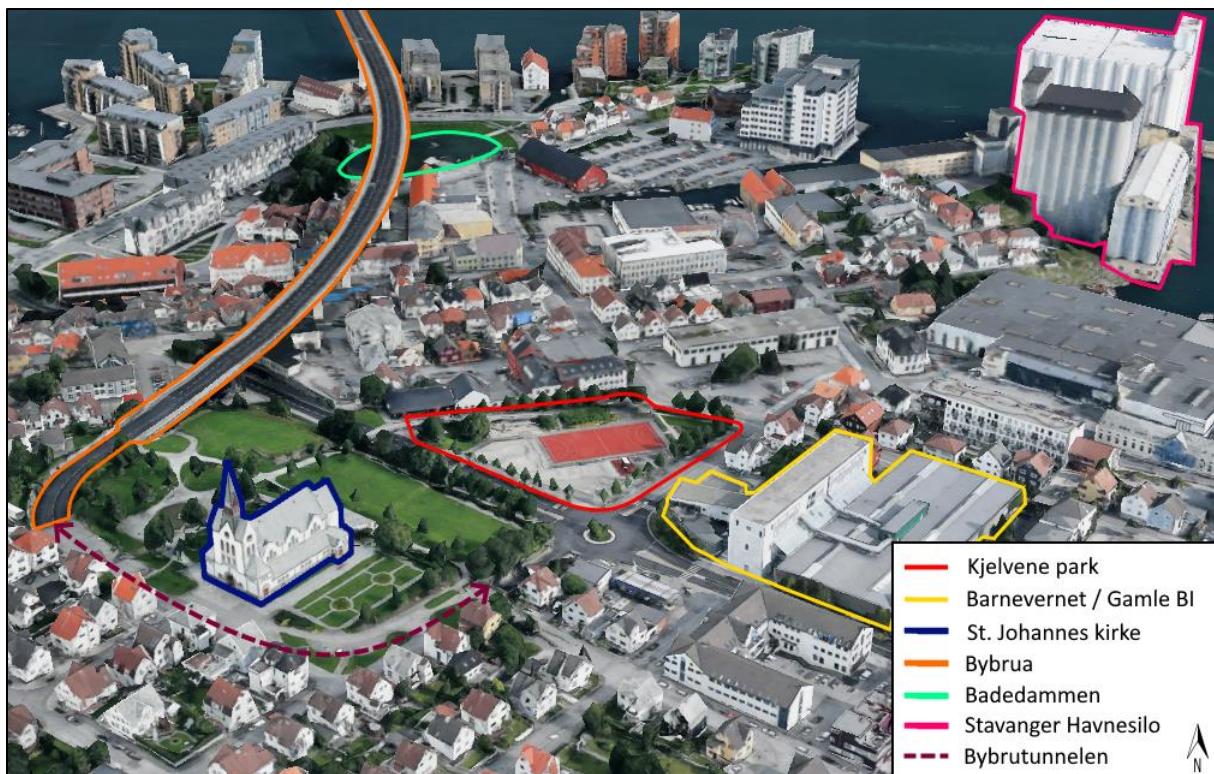 Kjelvene park
Barnevernet / Gamle BI
St. Johannes kirke
Bybrua
Badedammen
Stavanger Havnesilo
Bybrutunnelen
N